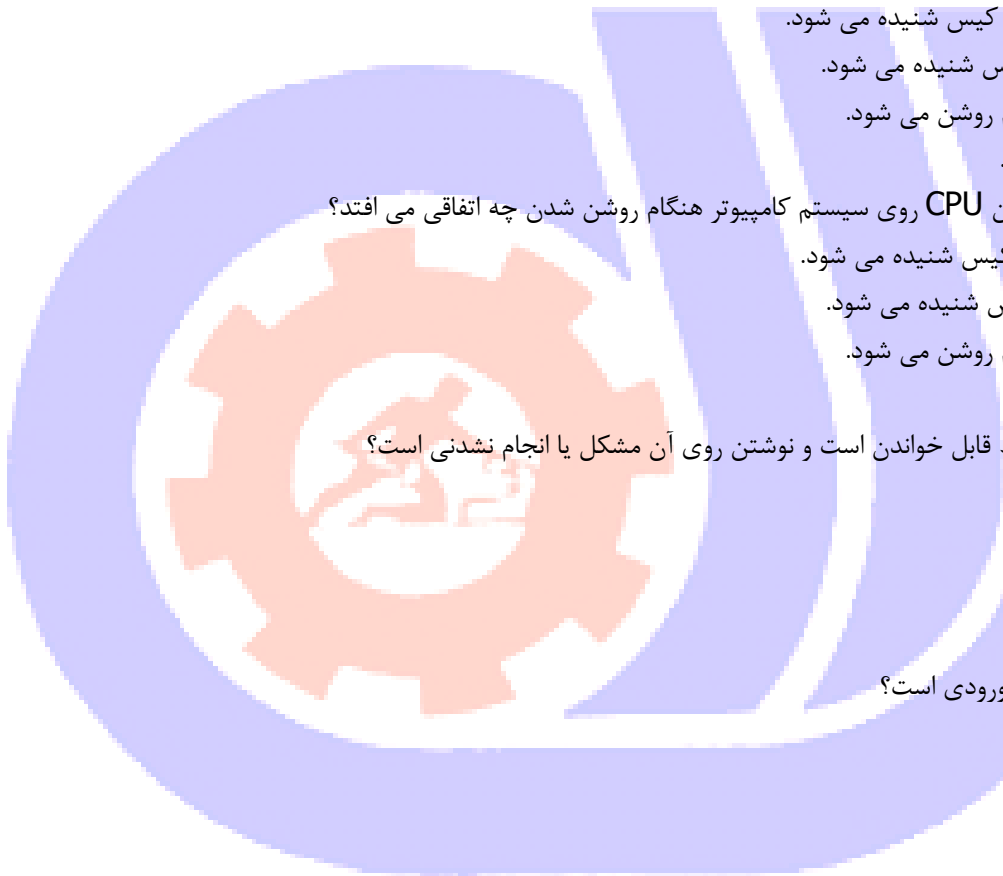 کیس شنیده می شود.
شنیده می شود.
روشن می شود.
CPU روی سیستم کامپیوتر هنگام روشن شدن چه اتفاقی می افتد؟
کیس شنیده می شود.
شنیده می شود.
روشن می شود.
قابل خواندن است و نوشتن روی آن مشکل یا انجام نشدنی است؟
ورودی است؟